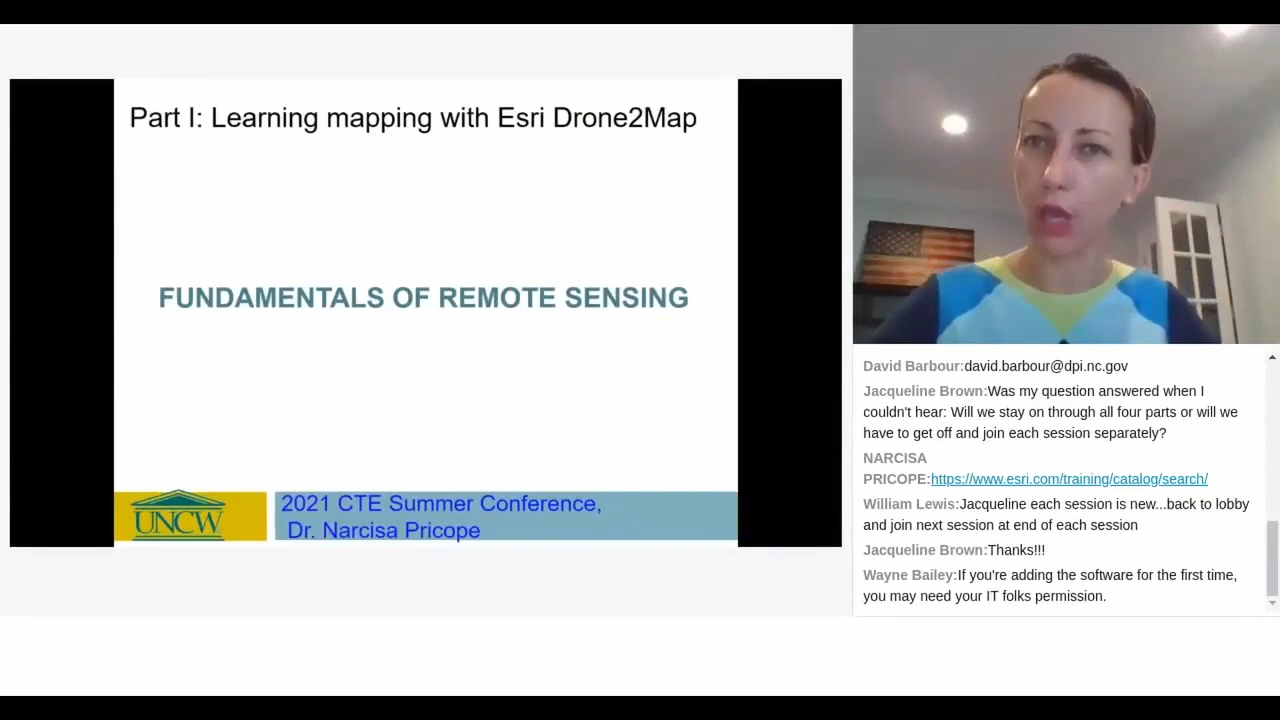 Part I: Learning mapping with Esri Drone2Map
FUNDAMENTALS OF REMOTE SENSING
UNCW
2021 CTE Summer Conference,
Dr. Narcisa Pricope
David Barbour:david.barbour@dpi.nc.gov
Jacqueline Brown:Was my question answered when I
couldn't hear: Will we stay on through all four parts or will we
have to get off and join each session separately?
NARCISA
PRICOPE:https://www.esri.com/training/catalog/search/
William Lewis:Jacqueline each session is new...back to lobby
and join next session at end of each session
Jacqueline Brown:Thanks!!!
Wayne Bailey:If you're adding the software for the first time,
you may need your IT folks permission.